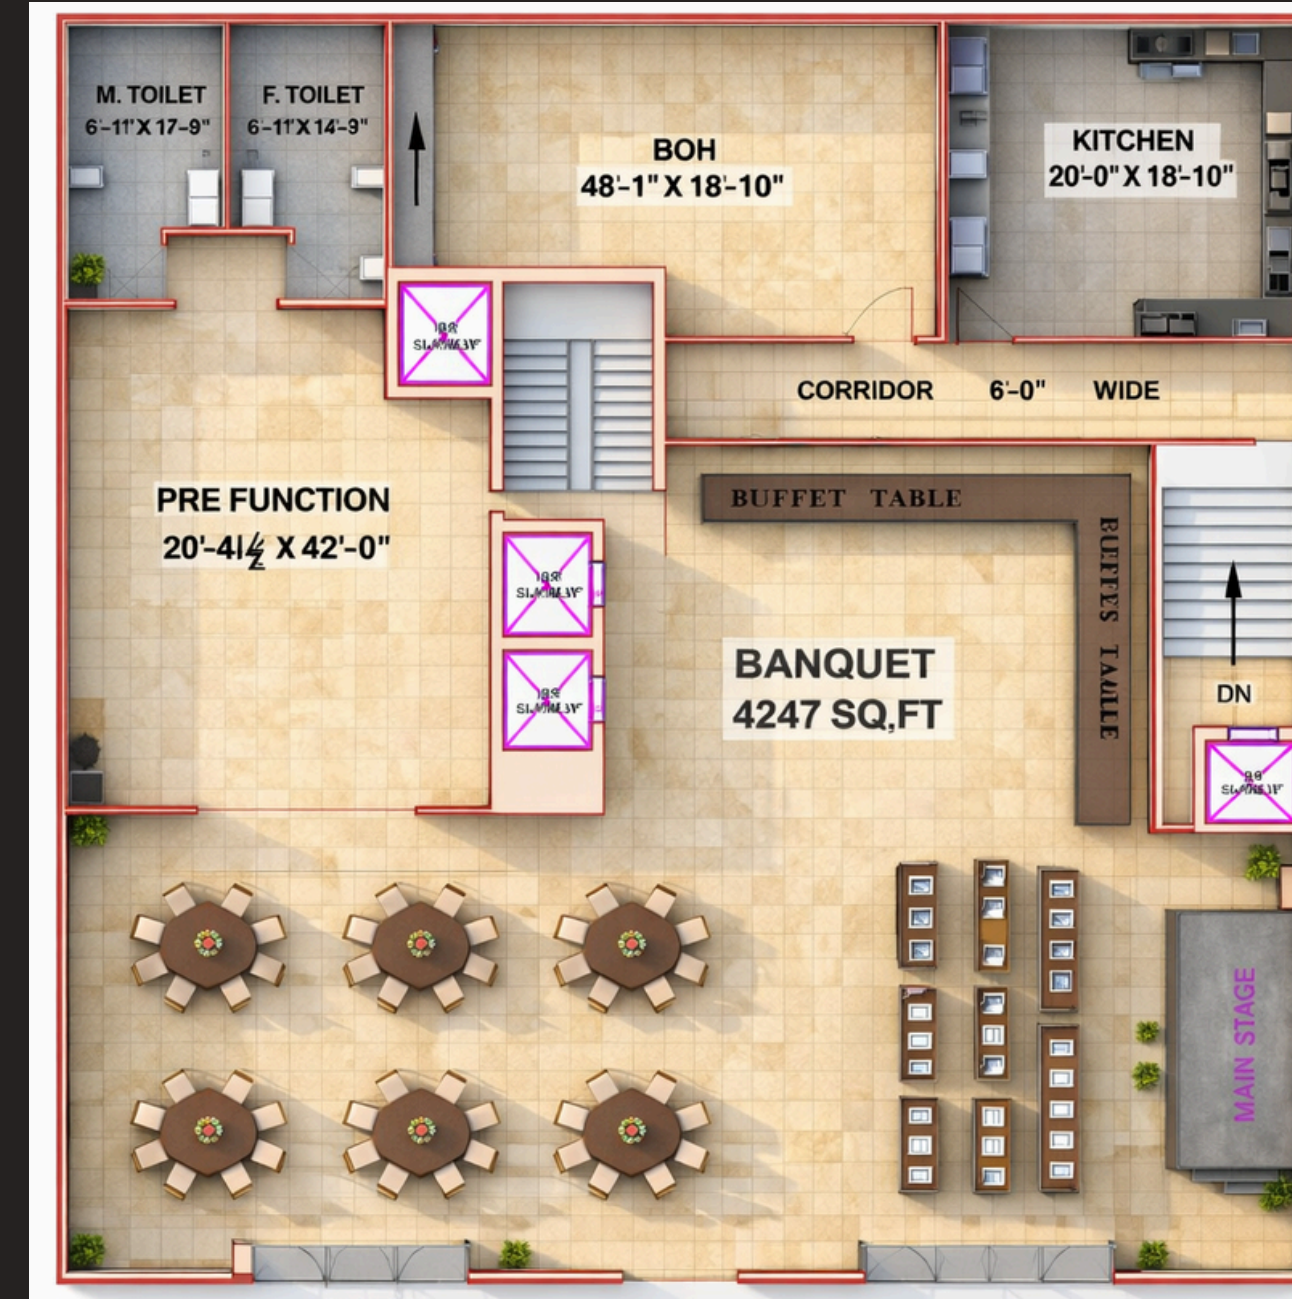 M. TOILET
6'-11" X 17-9"
F. TOILET
6-11" X 14'-9"
BOH
48'-1" X 18'-10"
KITCHEN
20'-0" X 18'-10"
CORRIDOR 6'-0" WIDE
PRE FUNCTION
X 42'-0"
BUFFET TABLE
BUFFES
BANQUET
4247 SQ,FT
DN
MAIN STAGE